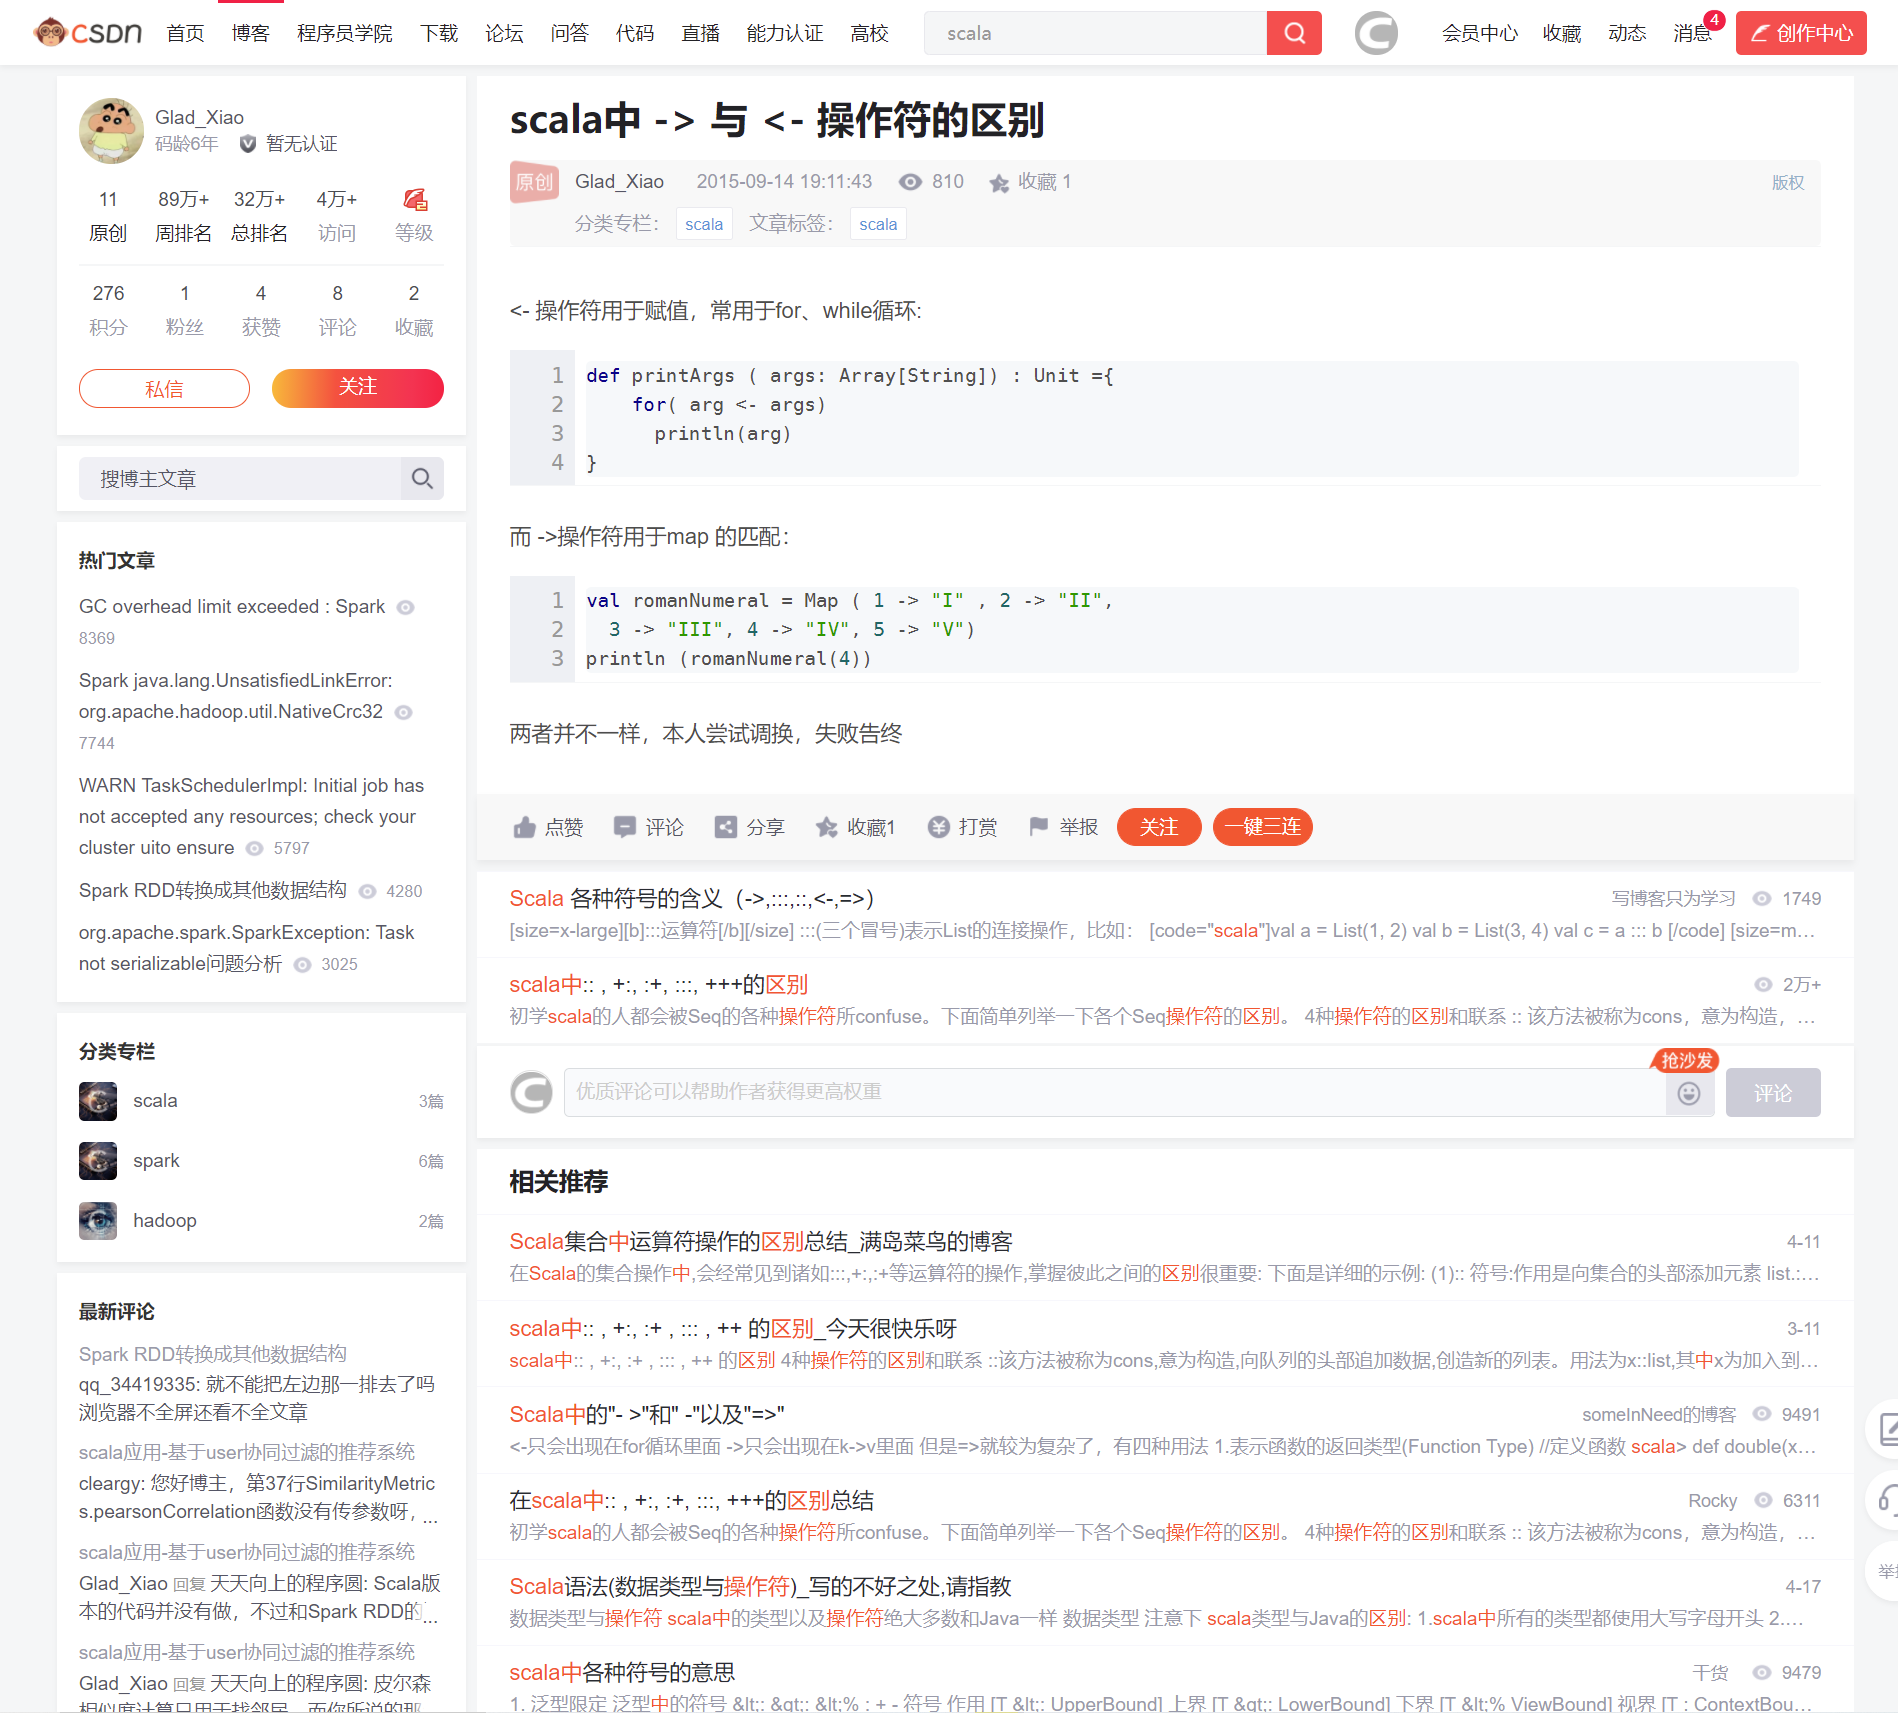 CSDN 首页 博客 程序员学院 下载 论坛 问答 代码 直播 能力认证 高校 scala 会员中心 收藏 动态 消息 4 创作中心
Glad_Xiao
码龄6年 暂无认证
11 89万+ 32万+ 4万+
原创 周排名 总排名 访问 等级
276 1 4 8 2
积分 粉丝 获赞 评论 收藏
私信 关注
搜博主文章
热门文章
GC overhead limit exceeded : Spark
8369
Spark java.lang.UnsatisfiedLinkError:
org.apache.hadoop.util.NativeCrc32
7744
WARN TaskSchedulerImpl: Initial job has
not accepted any resources; check your
cluster uito ensure 5797
Spark RDD转换成其他数据结构 4280
org.apache.spark.SparkException: Task
not serializable问题分析 3025
分类专栏
scala 3篇
spark 6篇
hadoop 2篇
最新评论
Spark RDD转换成其他数据结构
qq_34419335: 就不能把左边那一排去了吗
浏览器不全屏还看不全文章
scala应用-基于user协同过滤的推荐系统
cleargy: 您好博主，第37行SimilarityMetric
s.pearsonCorrelation函数没有传参数呀，...
scala应用-基于user协同过滤的推荐系统
Glad_Xiao 回复 天天向上的程序圆: Scala版
本的代码并没有做，不过和Spark RDD的...
scala应用-基于user协同过滤的推荐系统
Glad_Xiao 回复 天天向上的程序圆: 皮尔森
相似度计算只用于找邻居，而你所说的那
scala中 -> 与 <- 操作符的区别
原创 Glad_Xiao 2015-09-14 19:11:43 810 收藏 1 版权
分类专栏： scala 文章标签： scala
<- 操作符用于赋值，常用于for、while循环:
1 def printArgs ( args: Array[String]) : Unit ={
2     for( arg <- args)
3       println(arg)
4 }
而 ->操作符用于map 的匹配：
1 val romanNumeral = Map ( 1 -> "I" , 2 -> "II",
2   3 -> "III", 4 -> "IV", 5 -> "V")
3 println (romanNumeral(4))
两者并不一样，本人尝试调换，失败告终
点赞 评论 分享 收藏1 打赏 举报 关注 一键三连
Scala 各种符号的含义（->,:::,::,<-,=>） 写博客只为学习 1749
[size=x-large][b]:::运算符[/b][/size] :::(三个冒号)表示List的连接操作，比如： [code="scala"]val a = List(1, 2) val b = List(3, 4) val c = a ::: b [/code] [size=m...
scala中:: , +:, :+, :::, +++的区别 2万+
初学scala的人都会被Seq的各种操作符所confuse。下面简单列举一下各个Seq操作符的区别。 4种操作符的区别和联系 :: 该方法被称为cons，意为构造，...
抢沙发
优质评论可以帮助作者获得更高权重 评论
相关推荐
Scala集合中运算符操作的区别总结_满岛菜鸟的博客 4-11
在Scala的集合操作中,会经常见到诸如:::,+:,:+等运算符的操作,掌握彼此之间的区别很重要: 下面是详细的示例: (1):: 符号:作用是向集合的头部添加元素 list.:...
scala中:: , +:, :+ , ::: , ++ 的区别_今天很快乐呀 3-11
scala中:: , +:, :+ , ::: , ++ 的区别 4种操作符的区别和联系 ::该方法被称为cons,意为构造,向队列的头部追加数据,创造新的列表。用法为x::list,其中x为加入到...
Scala中的"- >"和" -"以及"=>" someInNeed的博客 9491
<-只会出现在for循环里面 ->只会出现在k->v里面 但是=>就较为复杂了，有四种用法 1.表示函数的返回类型(Function Type) //定义函数 scala> def double(x...
在scala中:: , +:, :+, :::, +++的区别总结 Rocky 6311
初学scala的人都会被Seq的各种操作符所confuse。下面简单列举一下各个Seq操作符的区别。 4种操作符的区别和联系 :: 该方法被称为cons，意为构造，...
Scala语法(数据类型与操作符)_写的不好之处,请指教 4-17
数据类型与操作符 scala中的类型以及操作符绝大多数和Java一样 数据类型 注意下 scala类型与Java的区别: 1.scala中所有的类型都使用大写字母开头 2....
scala中各种符号的意思 干货 9479
1. 泛型限定 泛型中的符号 &lt;: &gt;: &lt;% : + - 符号 作用 [T &lt;: UpperBound] 上界 [T &gt;: LowerBound] 下界 [T &lt;% ViewBound] 视界 [T : ContextBou...
举